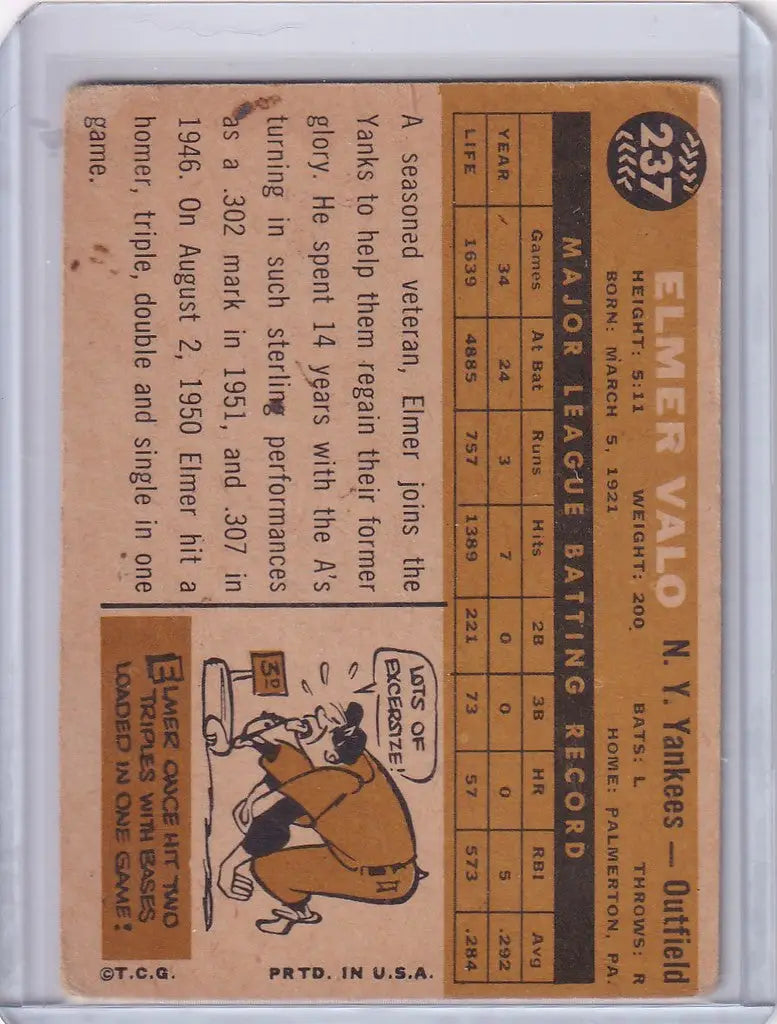 237
ELMER VALO N. Y. Yankees — Outfield
HEIGHT: 5:11 WEIGHT: 200 BATS: L THROWS: R
BORN: MARCH 5, 1921 HOME: PALMERTON, PA.
MAJOR LEAGUE BATTING RECORD
Games At Bat Runs Hits 2B 3B HR RBI Avg
YEAR 34 24 3 7 0 0 0 5 .292
LIFE 1639 4885 757 1389 221 73 57 573 .284
A seasoned veteran, Elmer joins the
Yanks to help them regain their former
glory. He spent 14 years with the A's
turning in such sterling performances
as a .302 mark in 1951, and .307 in
1946. On August 2, 1950 Elmer hit a
homer, triple, double and single in one
game.
LOTS OF
EXCERSIZE!
3D
ELMER ONCE HIT TWO
TRIPLES WITH BASES
LOADED IN ONE GAME!
©T.C.G. PRTD. IN U.S.A.